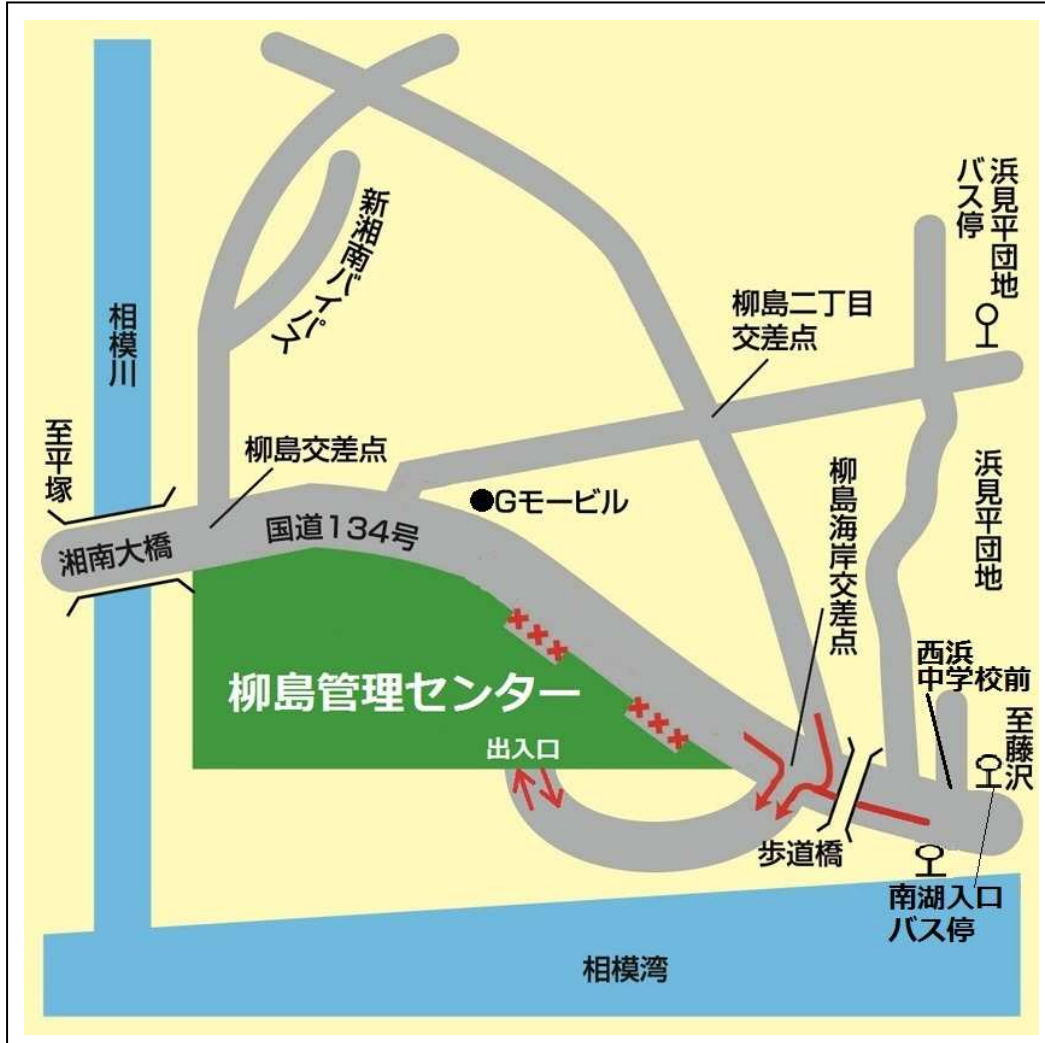 浜見平団地
バス停
新湘南バイパス
柳島二丁目
交差点
相模川
至平塚
柳島交差点
湘南大橋
国道134号
Gモービル
柳島海岸交差点
浜見平団地
西浜
中学校前
至藤沢
柳島管理センター
出入口
歩道橋
南湖入口
バス停
相模湾